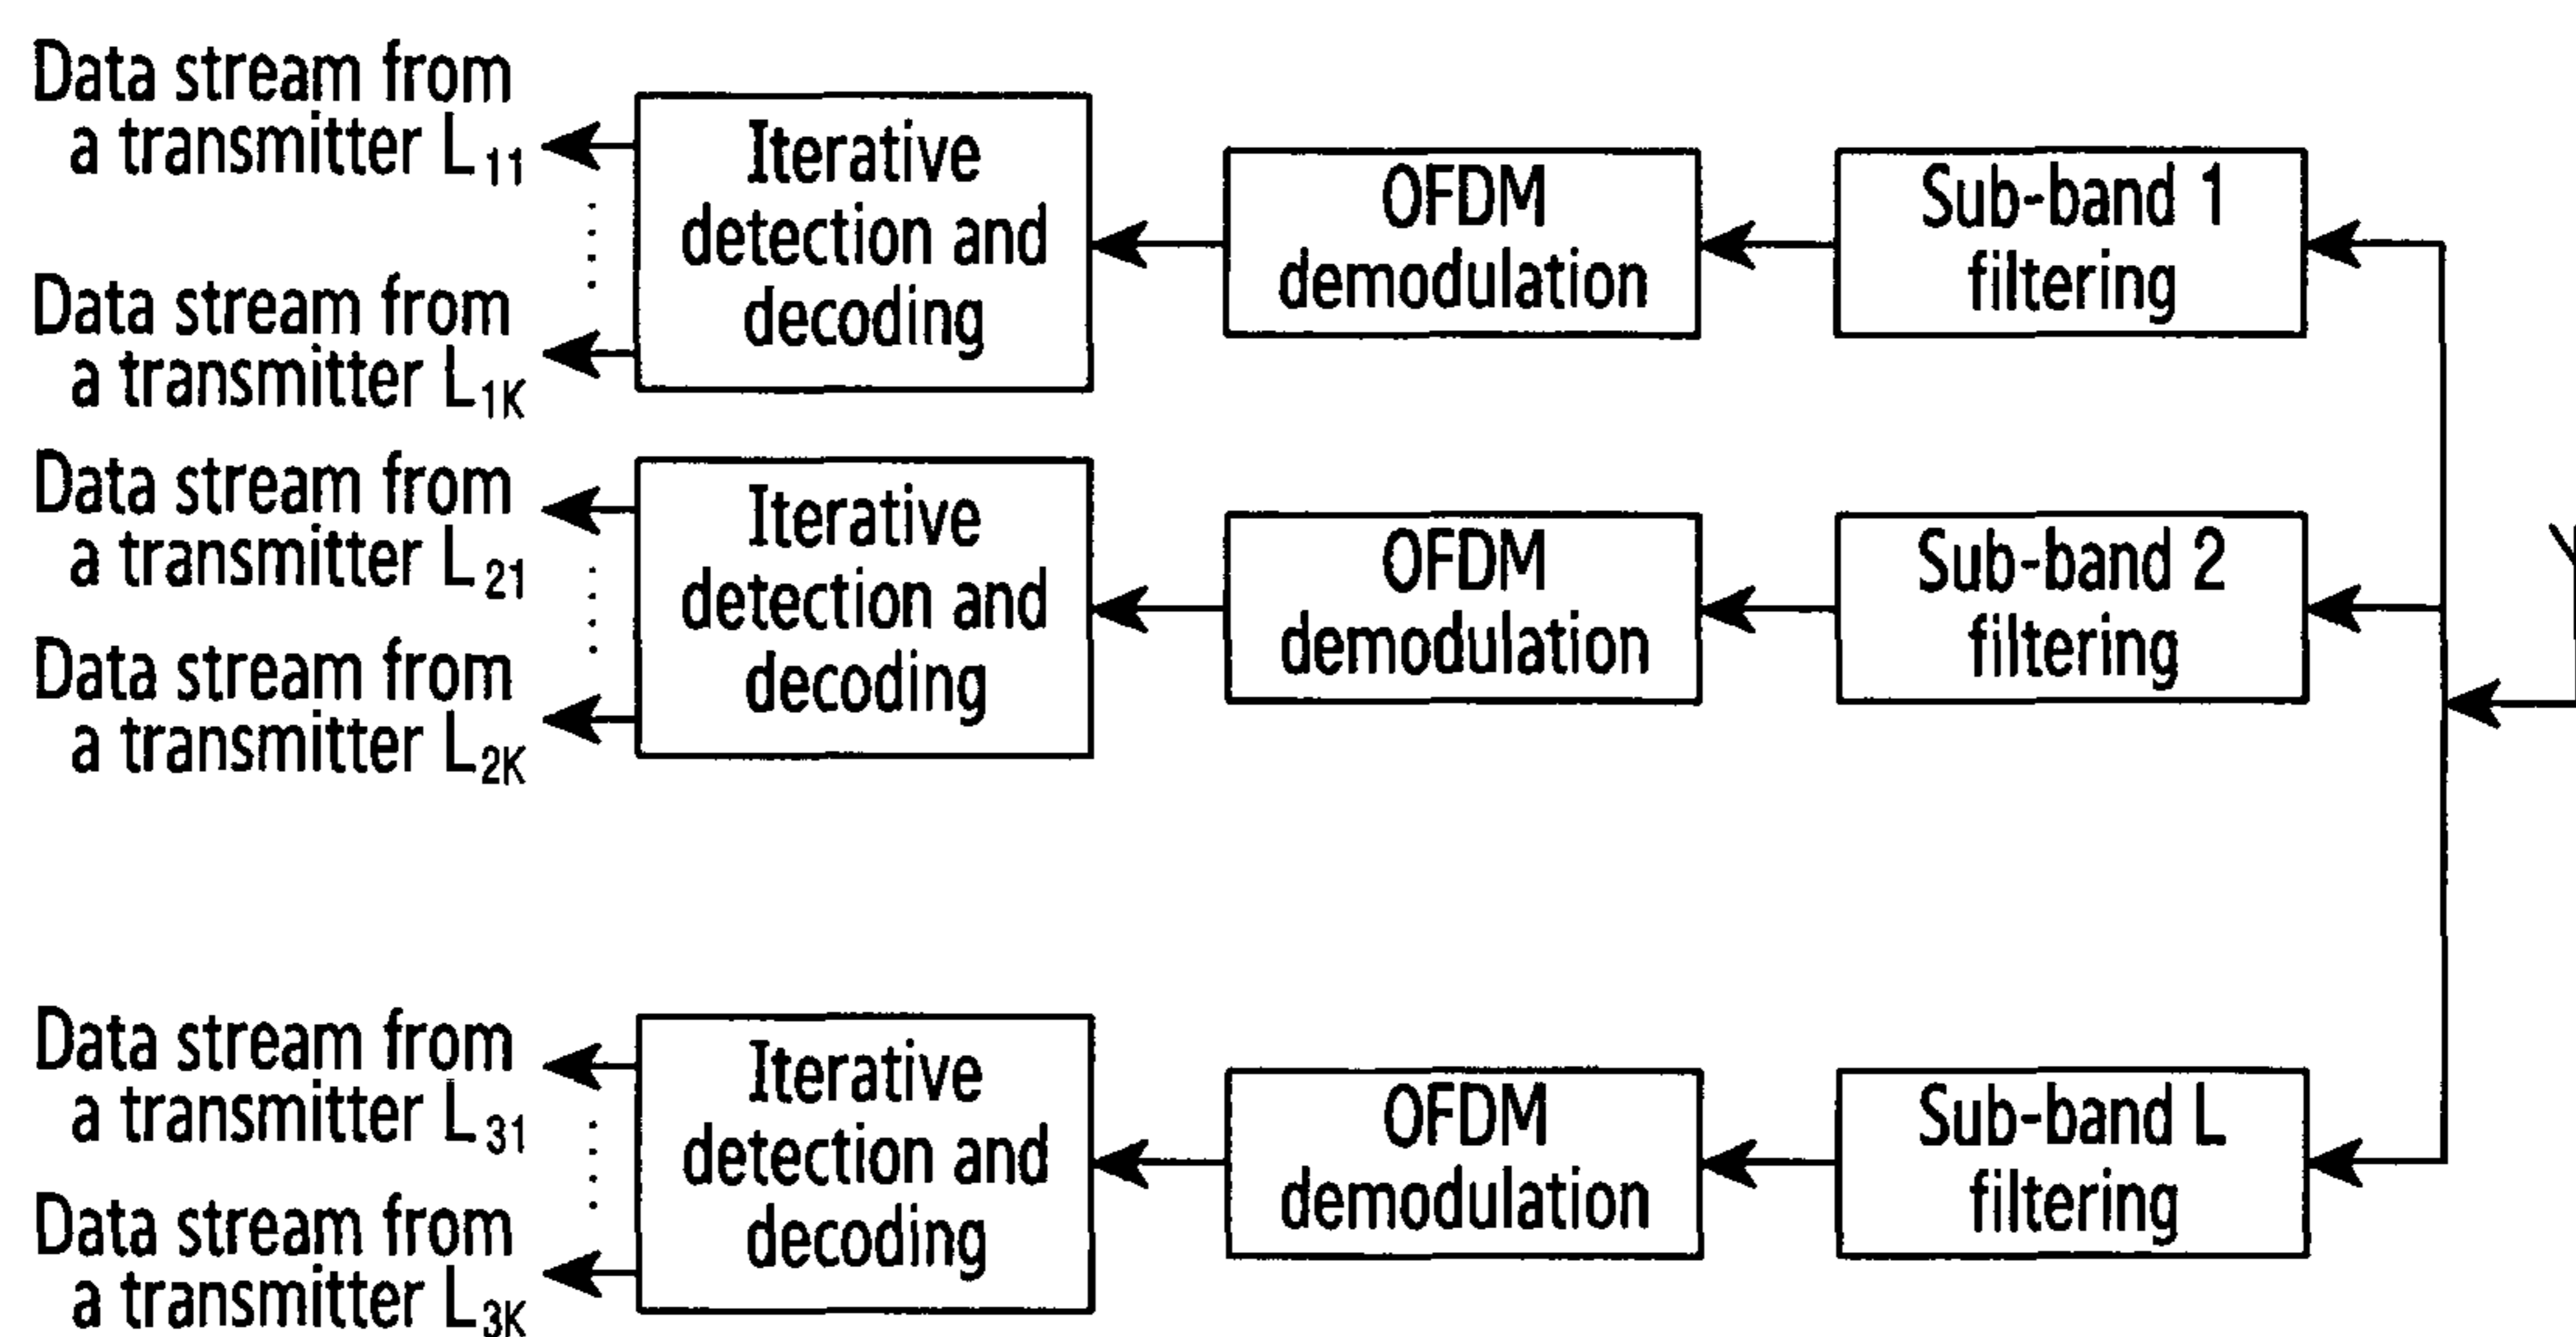 Data stream from
a transmitter L11
Data stream from
a transmitter L1K
Iterative
detection and
decoding
OFDM
demodulation
Sub-band 1
filtering
Data stream from
a transmitter L21
Data stream from
a transmitter L2K
Iterative
detection and
decoding
OFDM
demodulation
Sub-band 2
filtering
Data stream from
a transmitter L31
Data stream from
a transmitter L3K
Iterative
detection and
decoding
OFDM
demodulation
Sub-band L
filtering